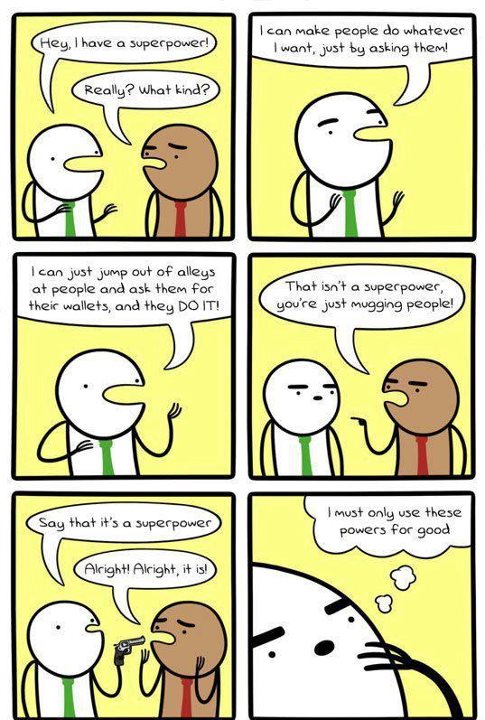 Hey, I have a superpower!
Really? What kind?
I can make people do whatever
I want, just by asking them!
I can just jump out of alleys
at people and ask them for
their wallets, and they DO IT!
That isn't a superpower,
you're just mugging people!
Say that it's a superpower
Alright! Alright, it is!
I must only use these
powers for good